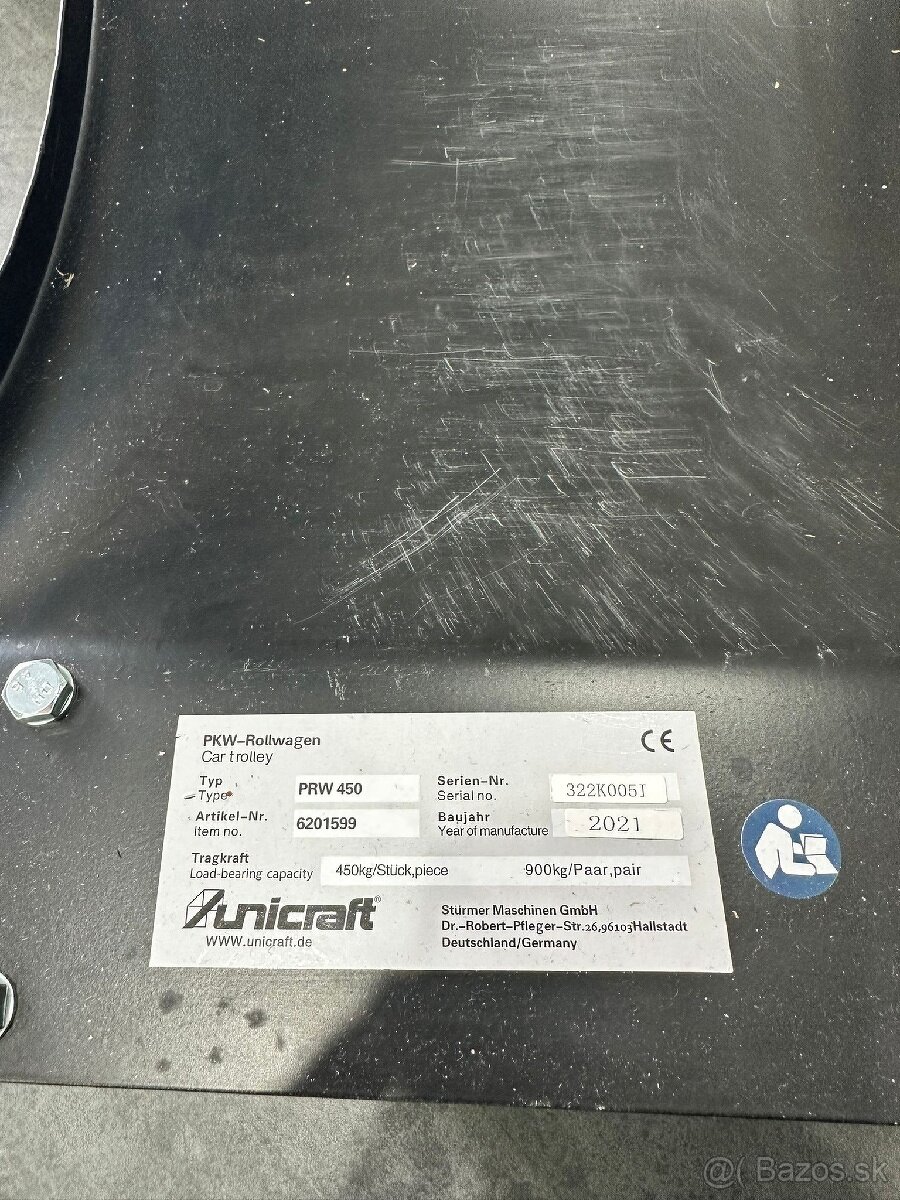 PKW-Rollwagen
Car trolley
CE
Typ
Type
PRW 450
Serien-Nr.
Serial no.
322K005J
Artikel-Nr.
Item no.
6201599
Baujahr
Year of manufacture
2021
Tragkraft
Load-bearing capacity
450kg/Stück,piece
900kg/Paar,pair
unicraft®
www.unicraft.de
Stürmer Maschinen GmbH
Dr.-Robert-Pfleger-Str.26,96103Hallstadt
Deutschland/Germany
@( Bazos.sk